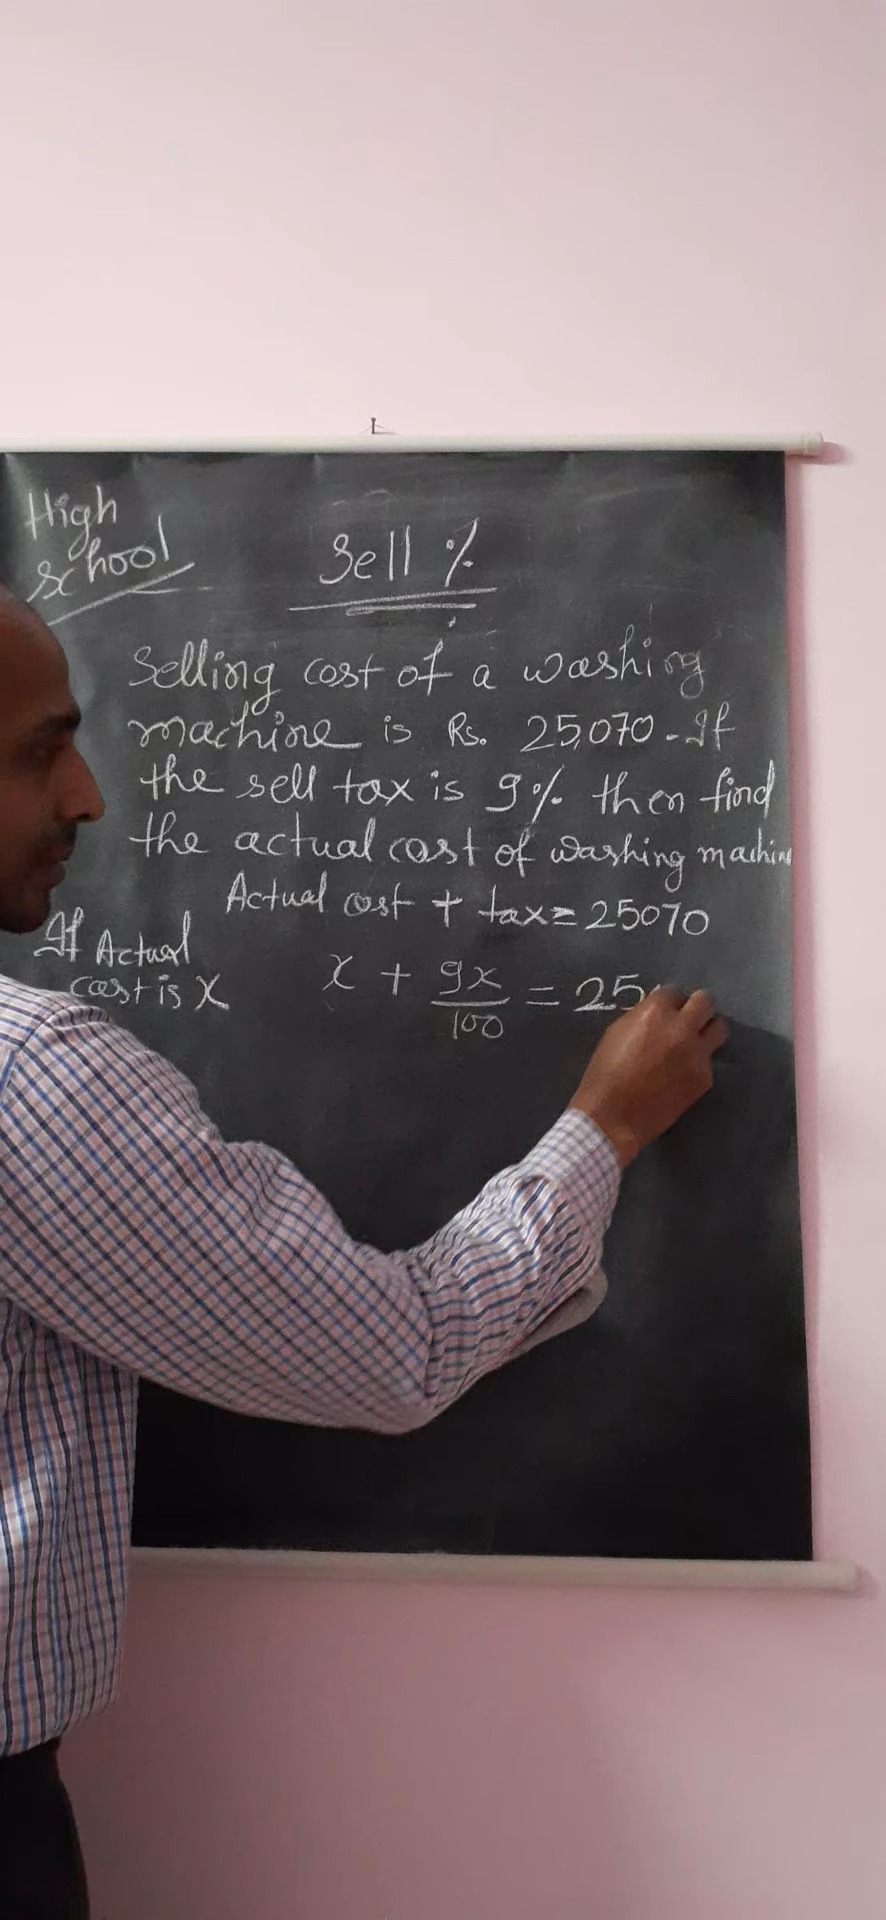 High
school
Sell %
Selling cost of a washing
machine is Rs. 25,070. If
the sell tax is 9% then find
the actual cost of washing machine
Actual cost + tax = 25070
If Actual
cost is X
x + 9x/100 = 25